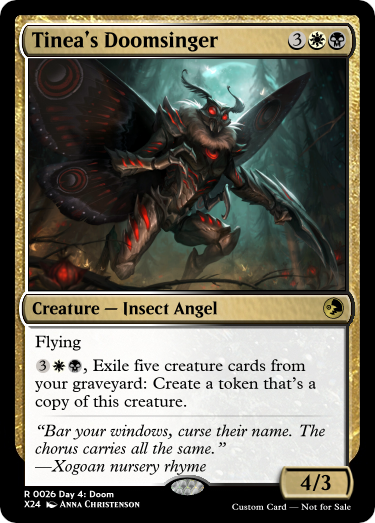 Tinea's Doomsinger 3
Creature — Insect Angel
Flying
3, Exile five creature cards from
your graveyard: Create a token that's a
copy of this creature.
"Bar your windows, curse their name. The
chorus carries all the same."
—Xogoan nursery rhyme
4/3
R 0026 Day 4: Doom
X24 Anna Christenson
Custom Card — Not for Sale